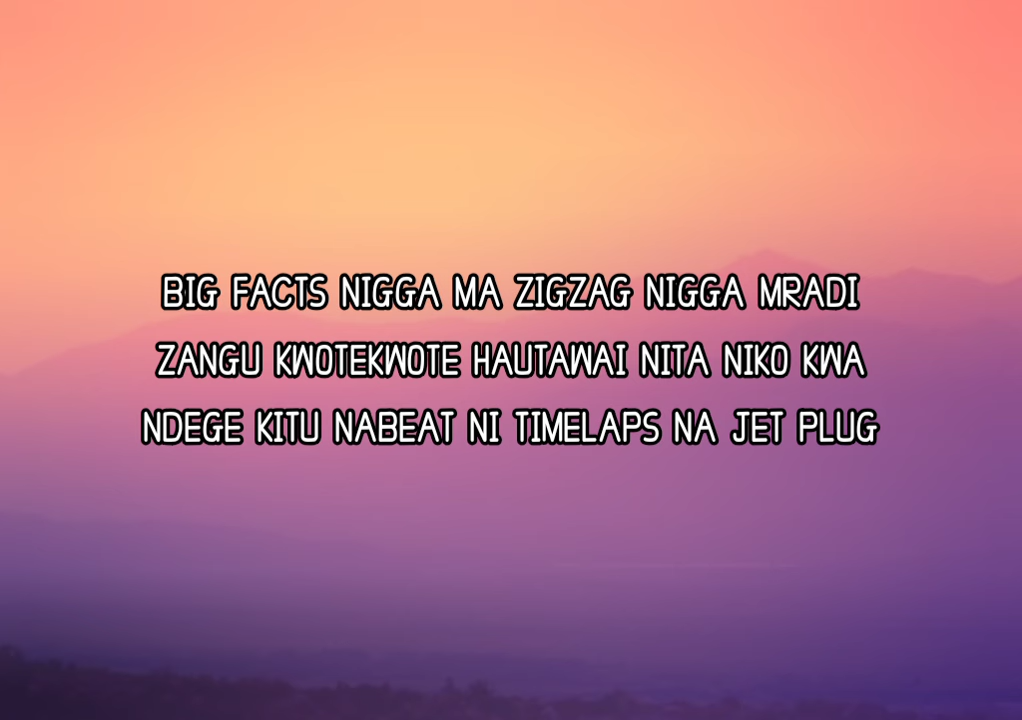 BIG FACTS NIGGA MA ZIGZAG NIGGA MRADI
ZANGU KWOTEKWOTE HAUTAWAI NITA NIKO KWA
NDEGE KITU NABEAT NI TIMELAPS NA JET PLUG